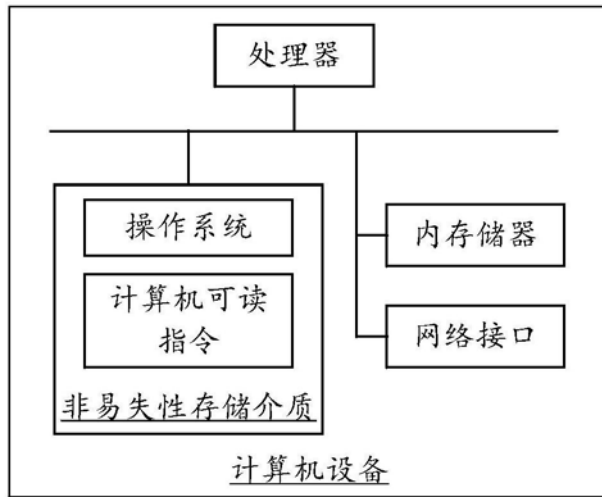 处理器
操作系统
计算机可读
指令
非易失性存储介质
内存储器
网络接口
计算机设备